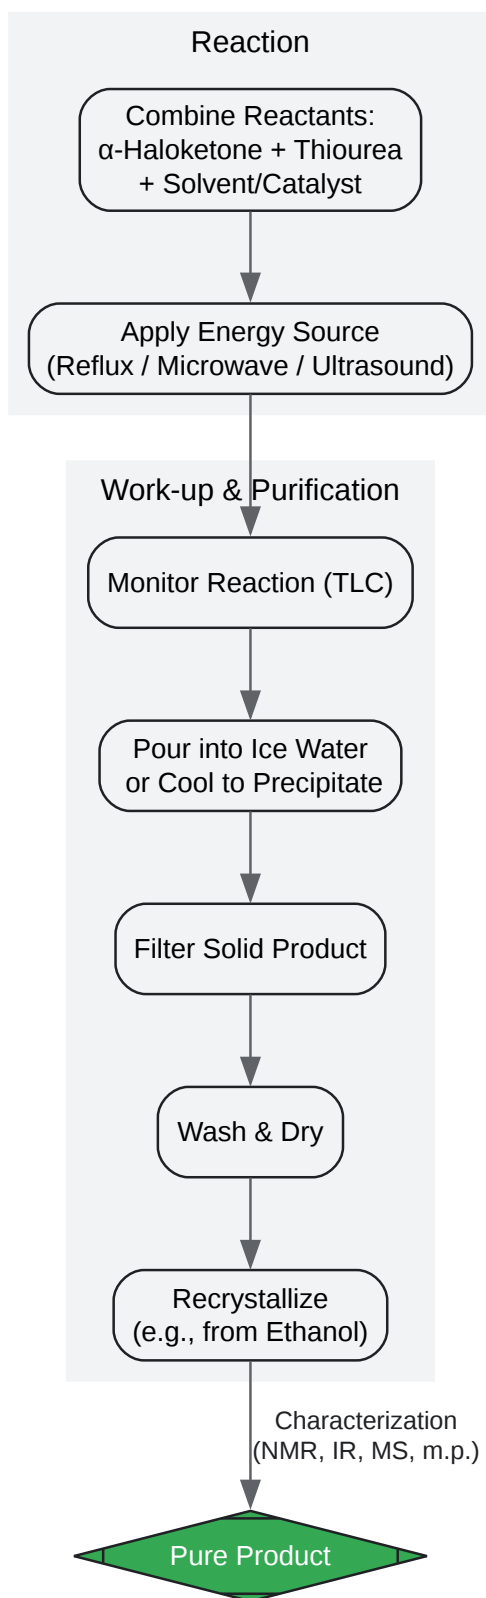 Reaction
Combine Reactants:
α-Haloketone + Thiourea
+ Solvent/Catalyst
Apply Energy Source
(Reflux / Microwave / Ultrasound)
Work-up & Purification
Monitor Reaction (TLC)
Pour into Ice Water
or Cool to Precipitate
Filter Solid Product
Wash & Dry
Recrystallize
(e.g., from Ethanol)
Characterization
(NMR, IR, MS, m.p.)
Pure Product